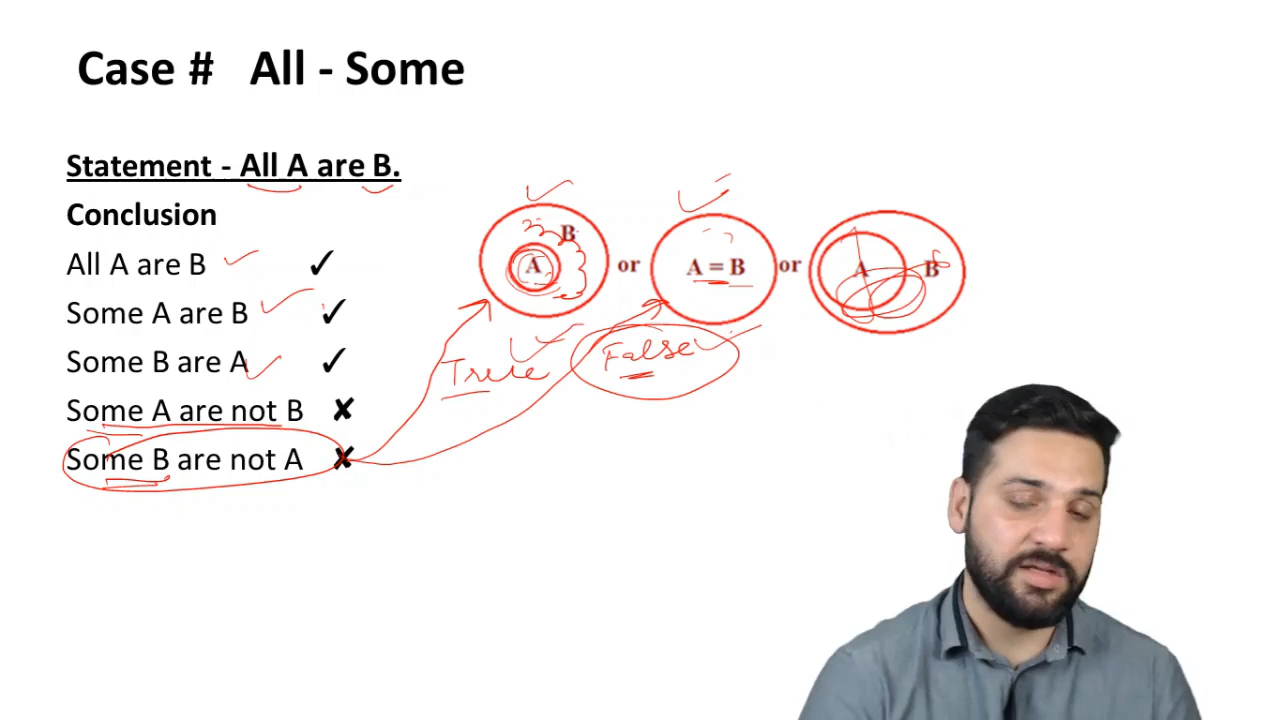 Case # All - Some
Statement - All A are B.
Conclusion
All A are B ✓
Some A are B ✓
Some B are A ✓
Some A are not B ✘
Some B are not A ✘
B
A
or
A = B
or
A
B
True
False